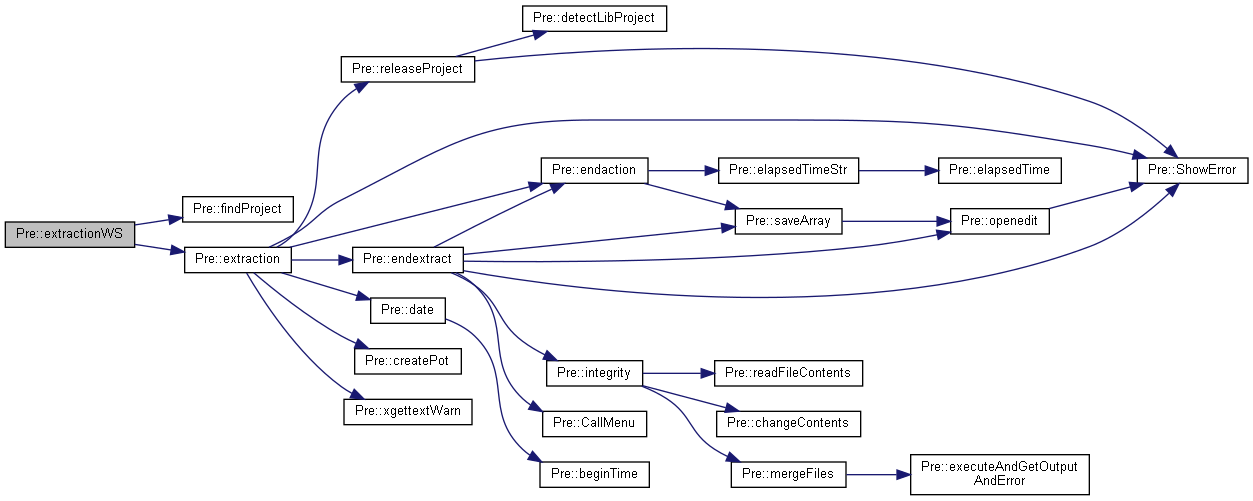 Pre::detectLibProject
Pre::releaseProject
Pre::endaction
Pre::elapsedTimeStr
Pre::elapsedTime
Pre::ShowError
Pre::findProject
Pre::saveArray
Pre::openedit
Pre::extractionWS
Pre::extraction
Pre::endextract
Pre::date
Pre::createPot
Pre::integrity
Pre::readFileContents
Pre::xgettextWarn
Pre::CallMenu
Pre::changeContents
Pre::beginTime
Pre::mergeFiles
Pre::executeAndGetOutput
AndError